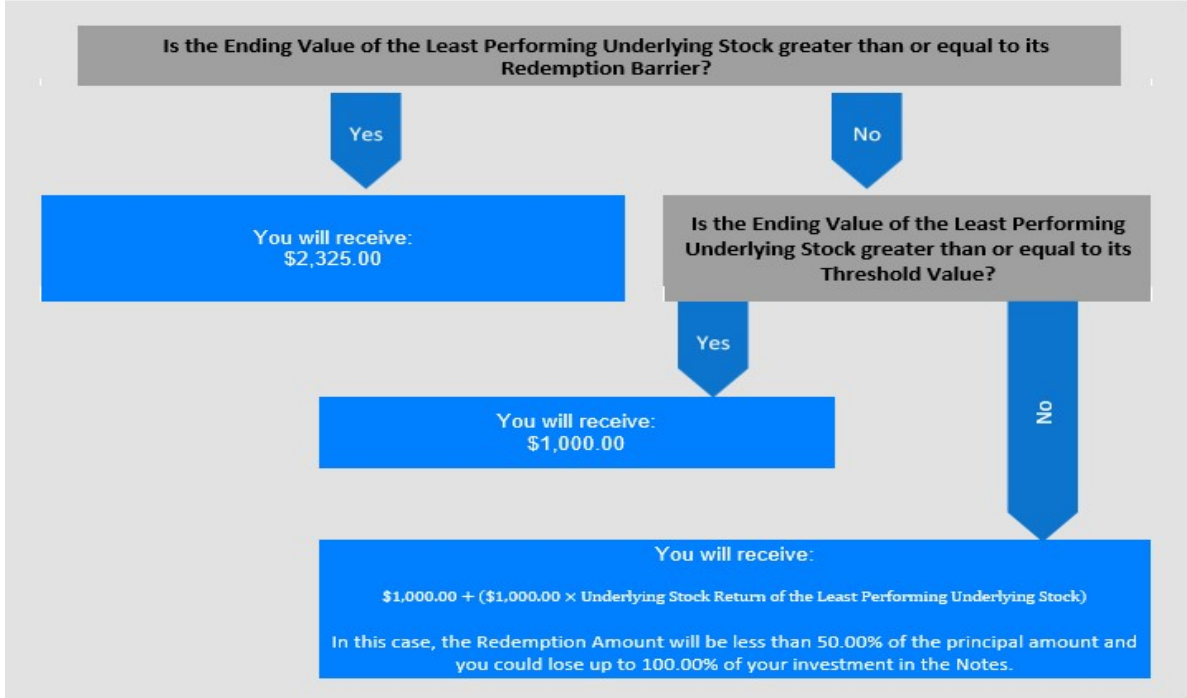 Is the Ending Value of the Least Performing Underlying Stock greater than or equal to its
Redemption Barrier?
Yes
No
You will receive:
$2,325.00
Is the Ending Value of the Least Performing
Underlying Stock greater than or equal to its
Threshold Value?
Yes
No
You will receive:
$1,000.00
You will receive:
$1,000.00 + ($1,000.00 × Underlying Stock Return of the Least Performing Underlying Stock)
In this case, the Redemption Amount will be less than 50.00% of the principal amount and
you could lose up to 100.00% of your investment in the Notes.